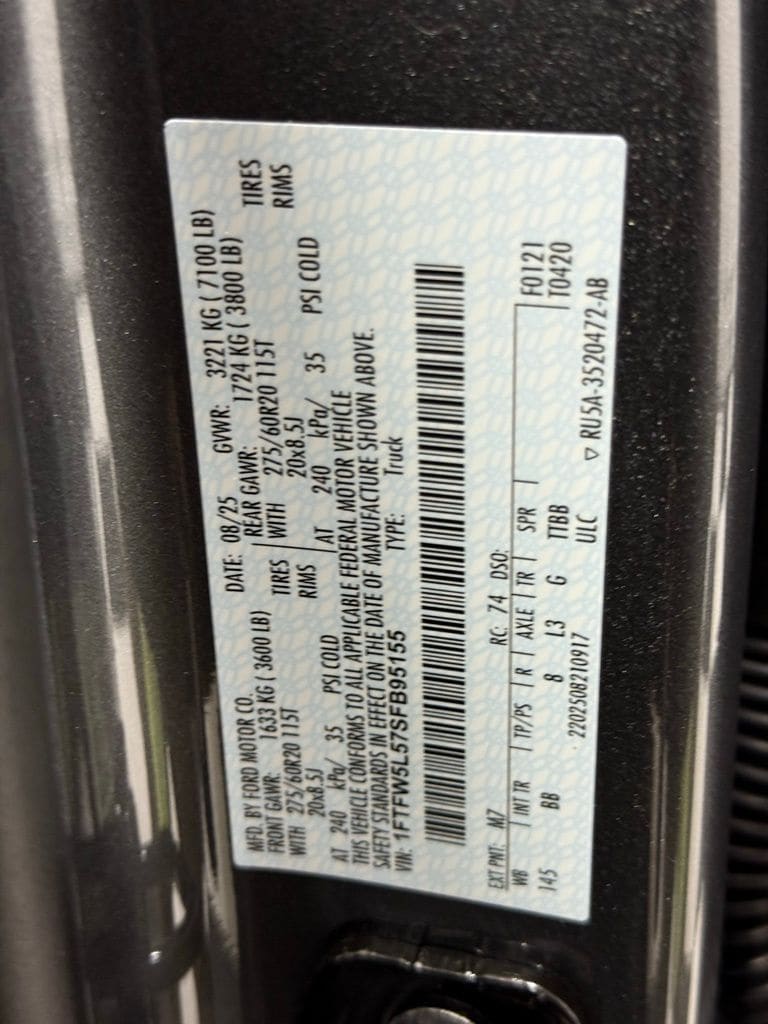 MFD. BY FORD MOTOR CO. DATE: 08/25 GVWR: 3221 KG ( 7100 LB)
FRONT GAWR: 1633 KG ( 3600 LB) REAR GAWR: 1724 KG ( 3800 LB)
WITH 275/60R20 115T TIRES WITH 275/60R20 115T TIRES
20x8.5J RIMS 20x8.5J RIMS
AT 240 kPa/ 35 PSI COLD AT 240 kPa/ 35 PSI COLD
THIS VEHICLE CONFORMS TO ALL APPLICABLE FEDERAL MOTOR VEHICLE
SAFETY STANDARDS IN EFFECT ON THE DATE OF MANUFACTURE SHOWN ABOVE.
VIN: 1FTFW5L57SFB95155 TYPE: Truck
EXT PNT: M7 RC: 74 DSO: F0121
WB INT TR TP/PS R AXLE TR SPR T0420
145 BB 8 L3 G TTBB
2202508210917 ULC ▽ RU5A-3520472-AB